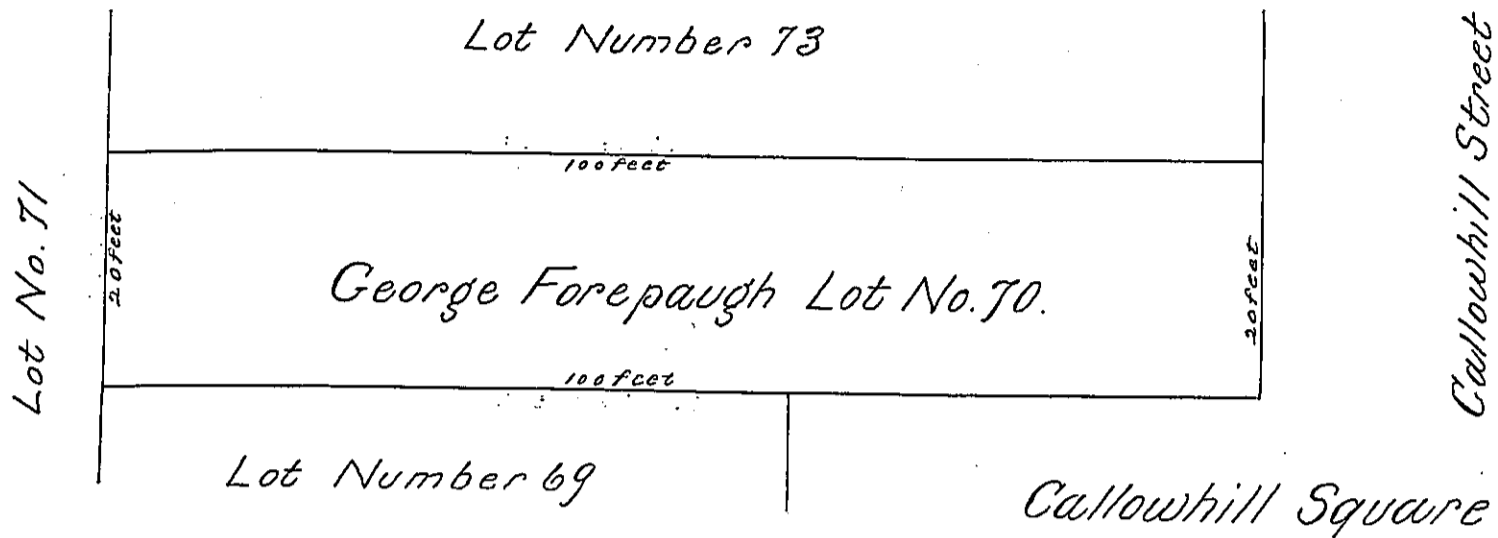 Lot Number 73
Callowhill Street
100 feet
Lot No. 71
20 feet
George Forepaugh Lot No. 70.
20 feet
100 feet
Lot Number 69
Callowhill Square